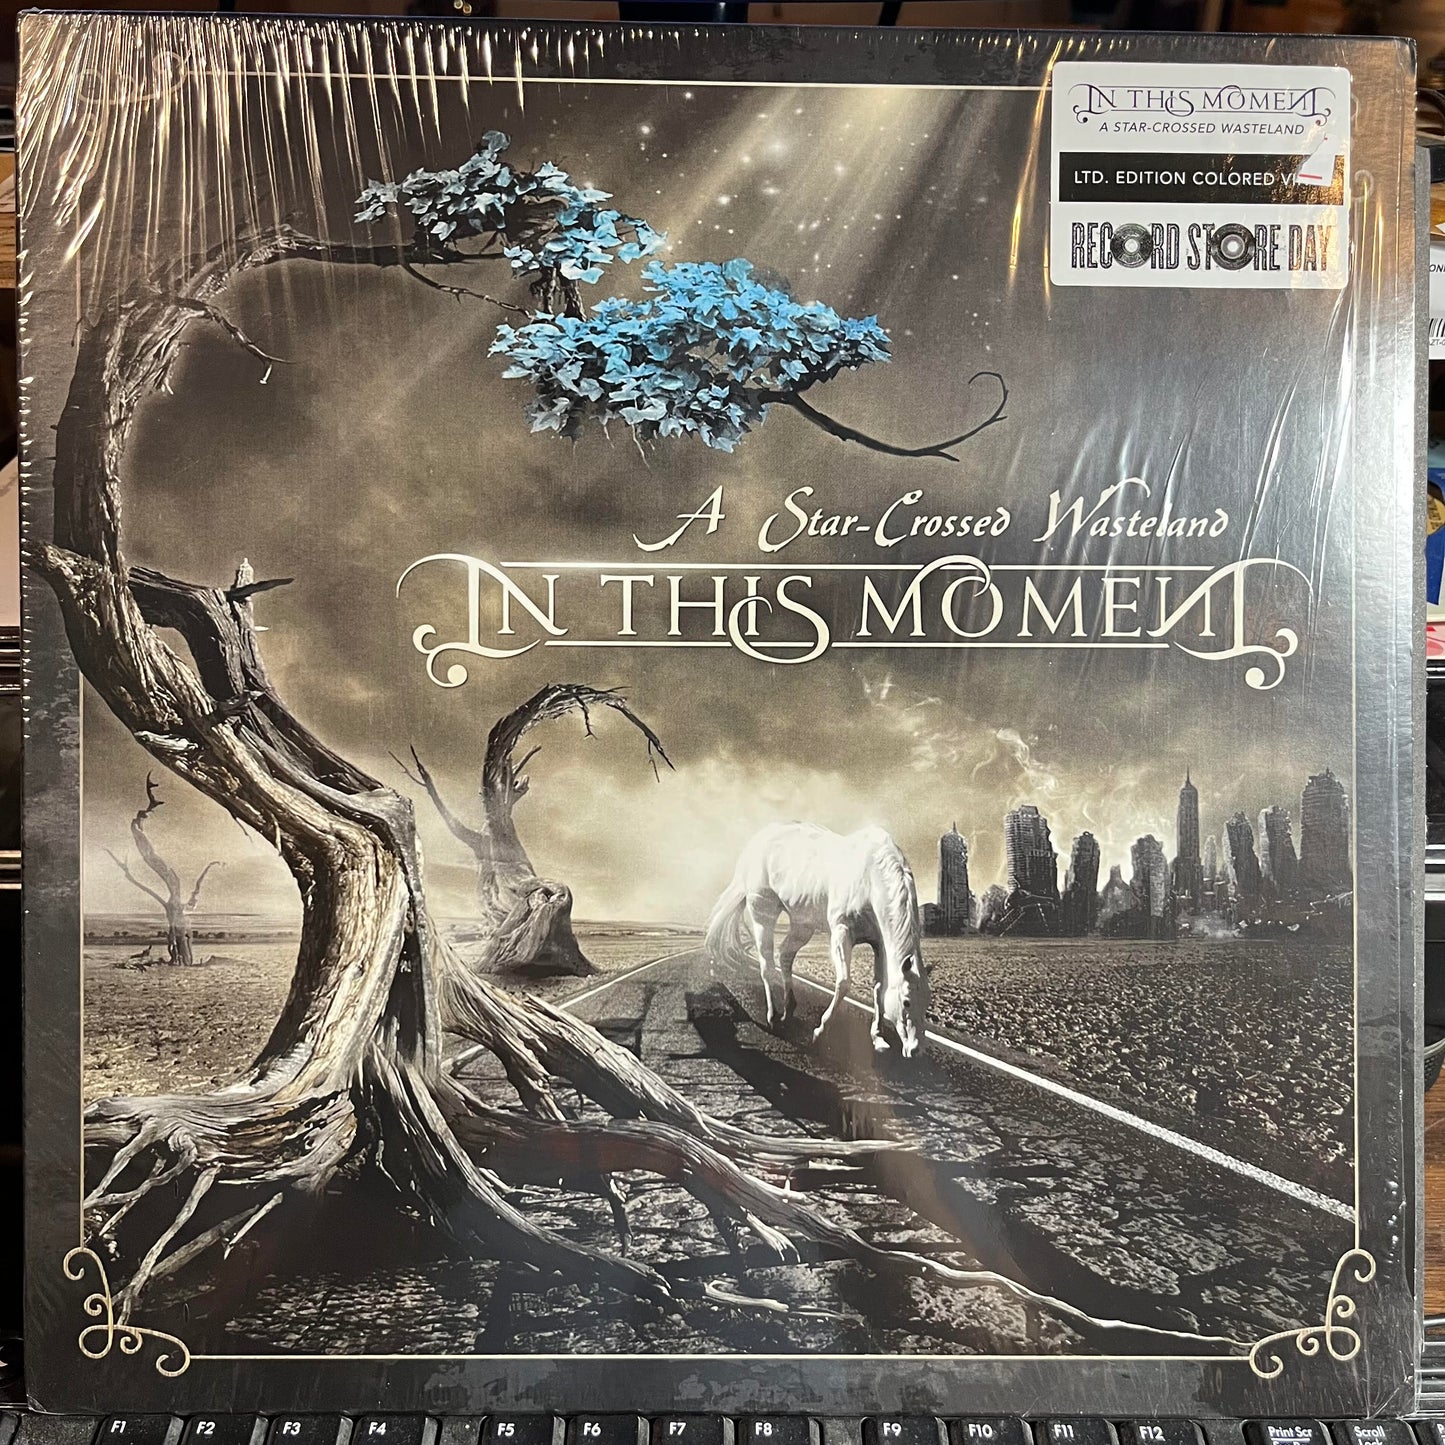 IN THIS MOMENT
A STAR-CROSSED WASTELAND
LTD. EDITION COLORED
RECORD STORE DAY
A Star-Crossed Wasteland
IN THIS MOMENT
F1 F2 F3 F4 F5 F6 F7 F8 F9 F10 F11 F12 Print Scr Scroll